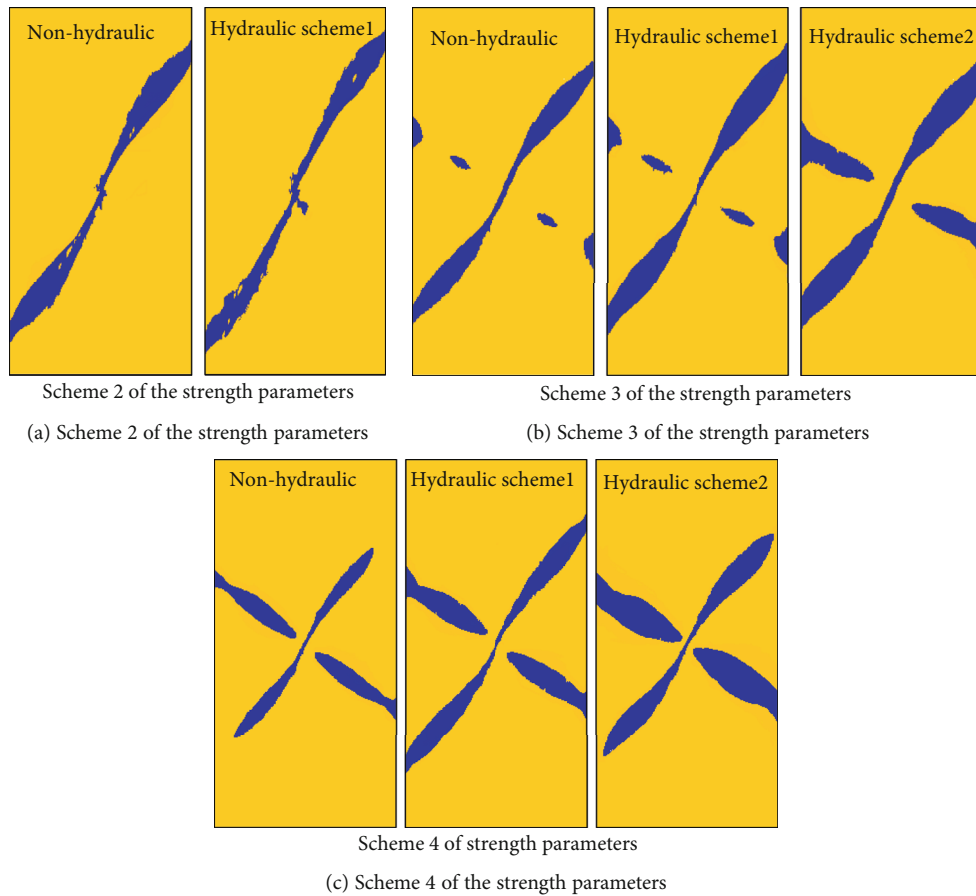 Non-hydraulic
Hydraulic scheme1
Scheme 2 of the strength parameters
(a) Scheme 2 of the strength parameters
Non-hydraulic
Hydraulic scheme1
Hydraulic scheme2
Scheme 3 of the strength parameters
(b) Scheme 3 of the strength parameters
Non-hydraulic
Hydraulic scheme1
Hydraulic scheme2
Scheme 4 of strength parameters
(c) Scheme 4 of the strength parameters